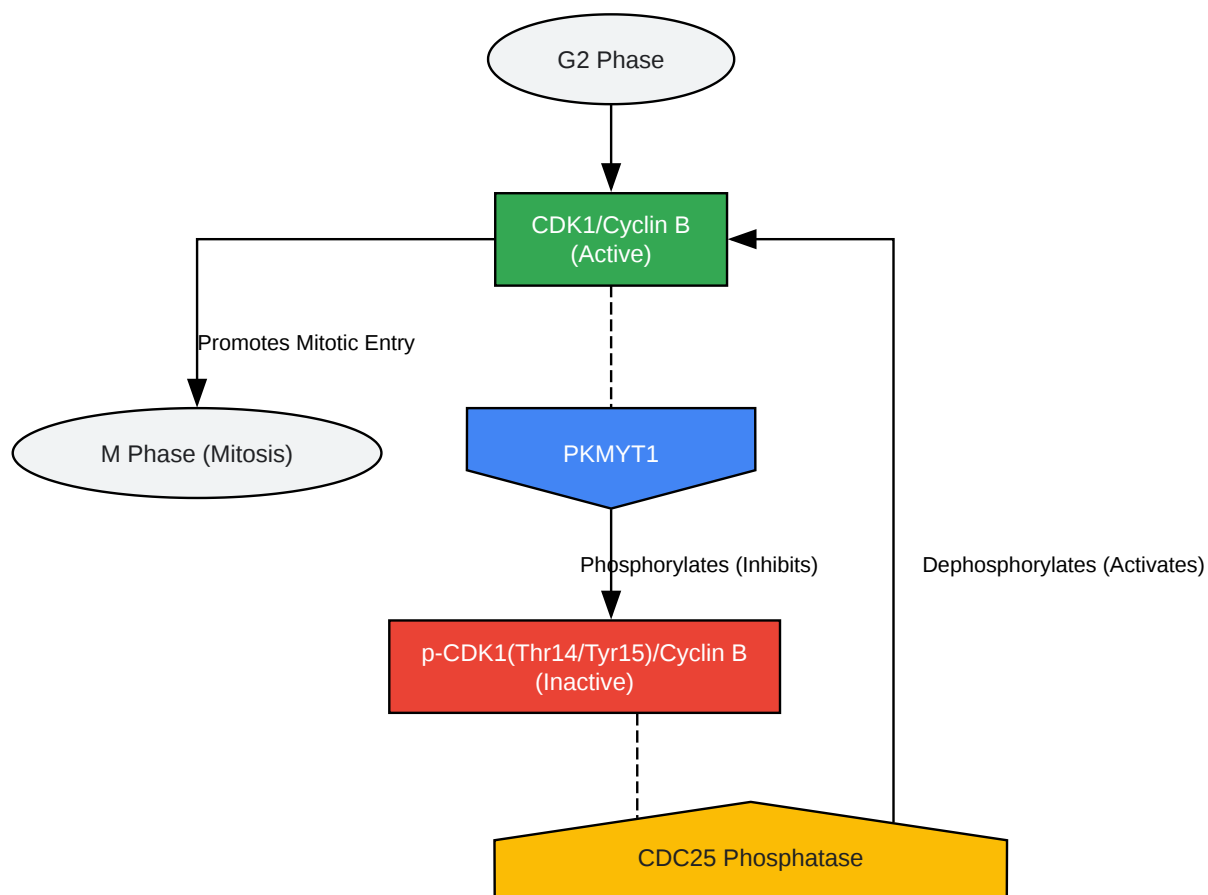 G2 Phase
CDK1/Cyclin B
(Active)
Promotes Mitotic Entry
M Phase (Mitosis)
PKMYT1
Phosphorylates (Inhibits)
Dephosphorylates (Activates)
p-CDK1(Thr14/Tyr15)/Cyclin B
(Inactive)
CDC25 Phosphatase